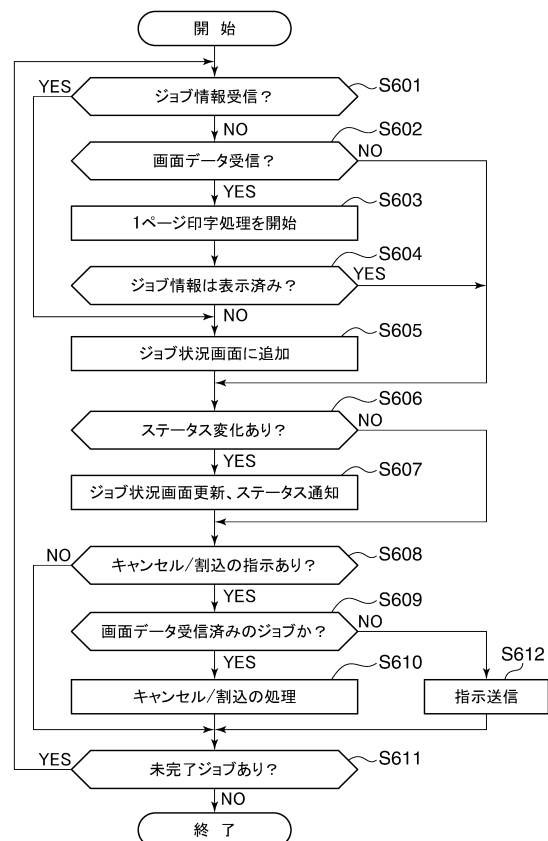 開 始
YES
ジョブ情報受信？
S601
NO
S602
画面データ受信？
NO
YES
S603
1ページ印字処理を開始
S604
ジョブ情報は表示済み？
YES
NO
S605
ジョブ状況画面に追加
S606
ステータス変化あり？
NO
YES
S607
ジョブ状況画面更新、ステータス通知
NO
キャンセル/割込の指示あり？
S608
YES
S609
画面データ受信済みのジョブか？
NO
YES
S610
S612
キャンセル/割込の処理
指示送信
YES
未完了ジョブあり？
S611
NO
終 了